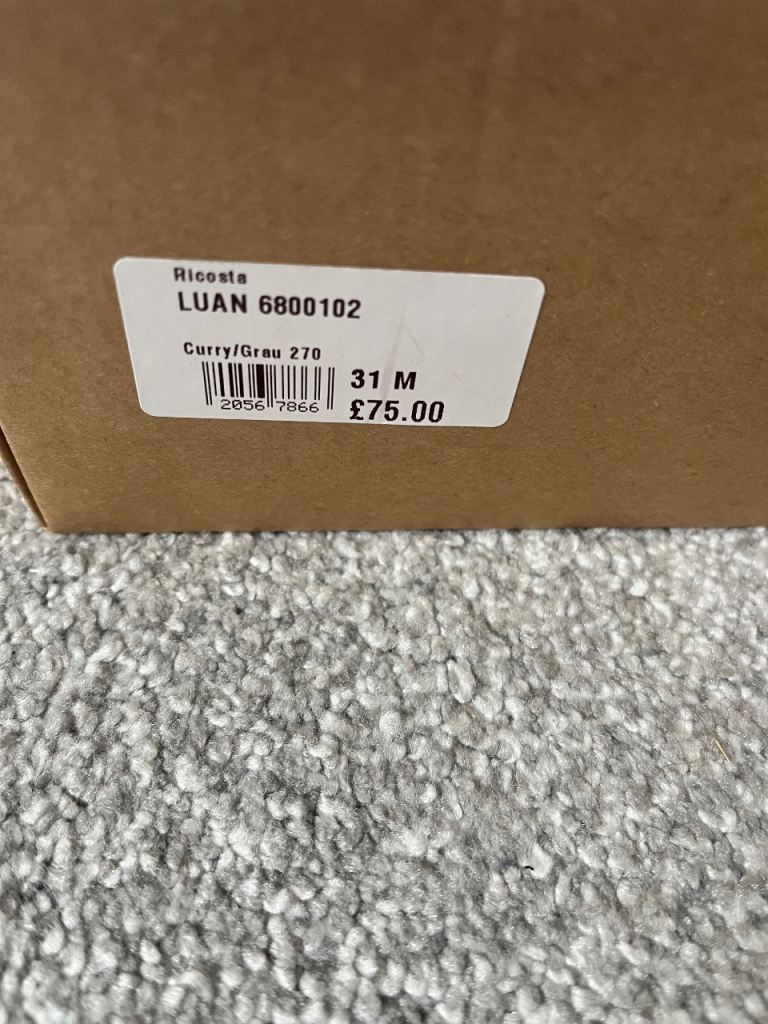 Ricosta
LUAN 6800102
Curry/Grau 270
31 M
2056 7866
£75.00